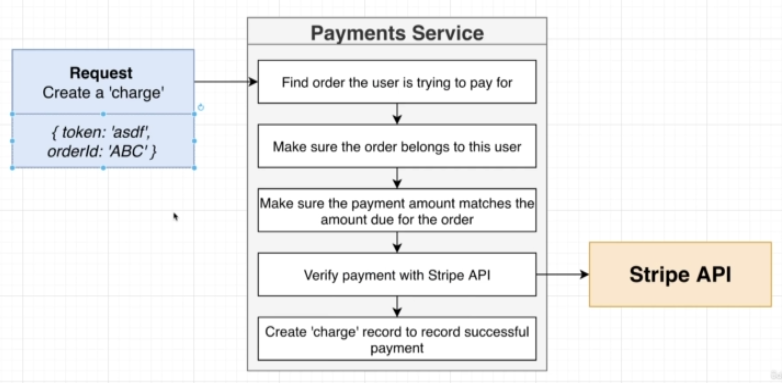 Payments Service
Request
Create a 'charge'
{ token: 'asdf',
orderId: 'ABC' }
Find order the user is trying to pay for
Make sure the order belongs to this user
Make sure the payment amount matches the
amount due for the order
Verify payment with Stripe API
Stripe API
Create 'charge' record to record successful
payment